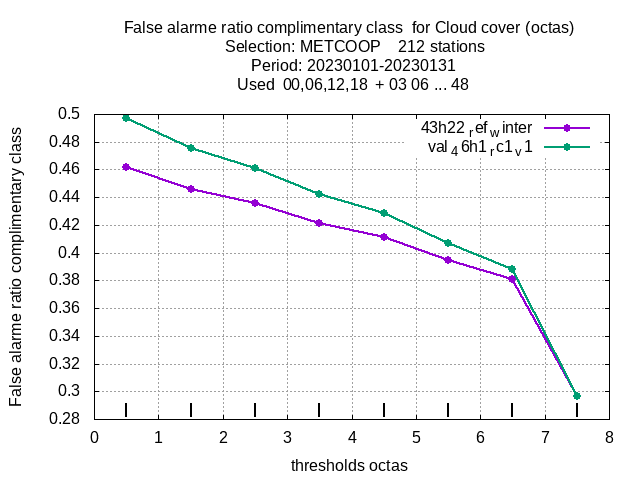 False alarme ratio complimentary class  for Cloud cover (octas)
Selection: METCOOP    212 stations
Period: 20230101-20230131
Used  00,06,12,18  + 03 06 ... 48
43h22 ref winter
val 46h1 rc1 v1
False alarme ratio complimentary class
0.5
0.48
0.46
0.44
0.42
0.4
0.38
0.36
0.34
0.32
0.3
0.28
0 1 2 3 4 5 6 7 8
thresholds octas